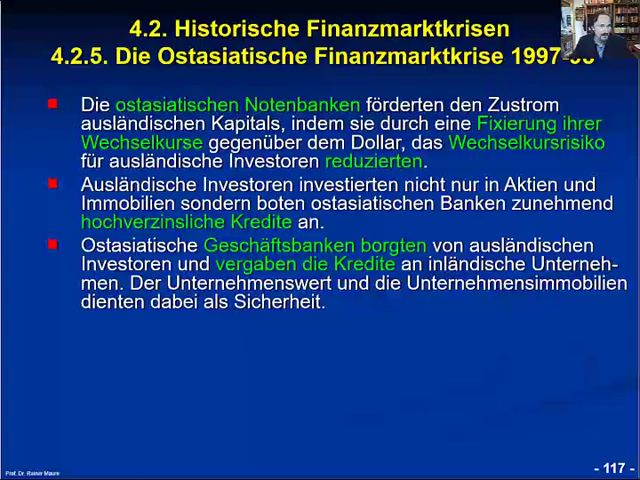 4.2. Historische Finanzmarktkrisen
4.2.5. Die Ostasiatische Finanzmarktkrise 1997-98
Die ostasiatischen Notenbanken förderten den Zustrom
ausländischen Kapitals, indem sie durch eine Fixierung ihrer
Wechselkurse gegenüber dem Dollar, das Wechselkursrisiko
für ausländische Investoren reduzierten.
Ausländische Investoren investierten nicht nur in Aktien und
Immobilien sondern boten ostasiatischen Banken zunehmend
hochverzinsliche Kredite an.
Ostasiatische Geschäftsbanken borgten von ausländischen
Investoren und vergaben die Kredite an inländische Unterneh-
men. Der Unternehmenswert und die Unternehmensimmobilien
dienten dabei als Sicherheit.
Prof. Dr. Rainer Maure
- 117 -